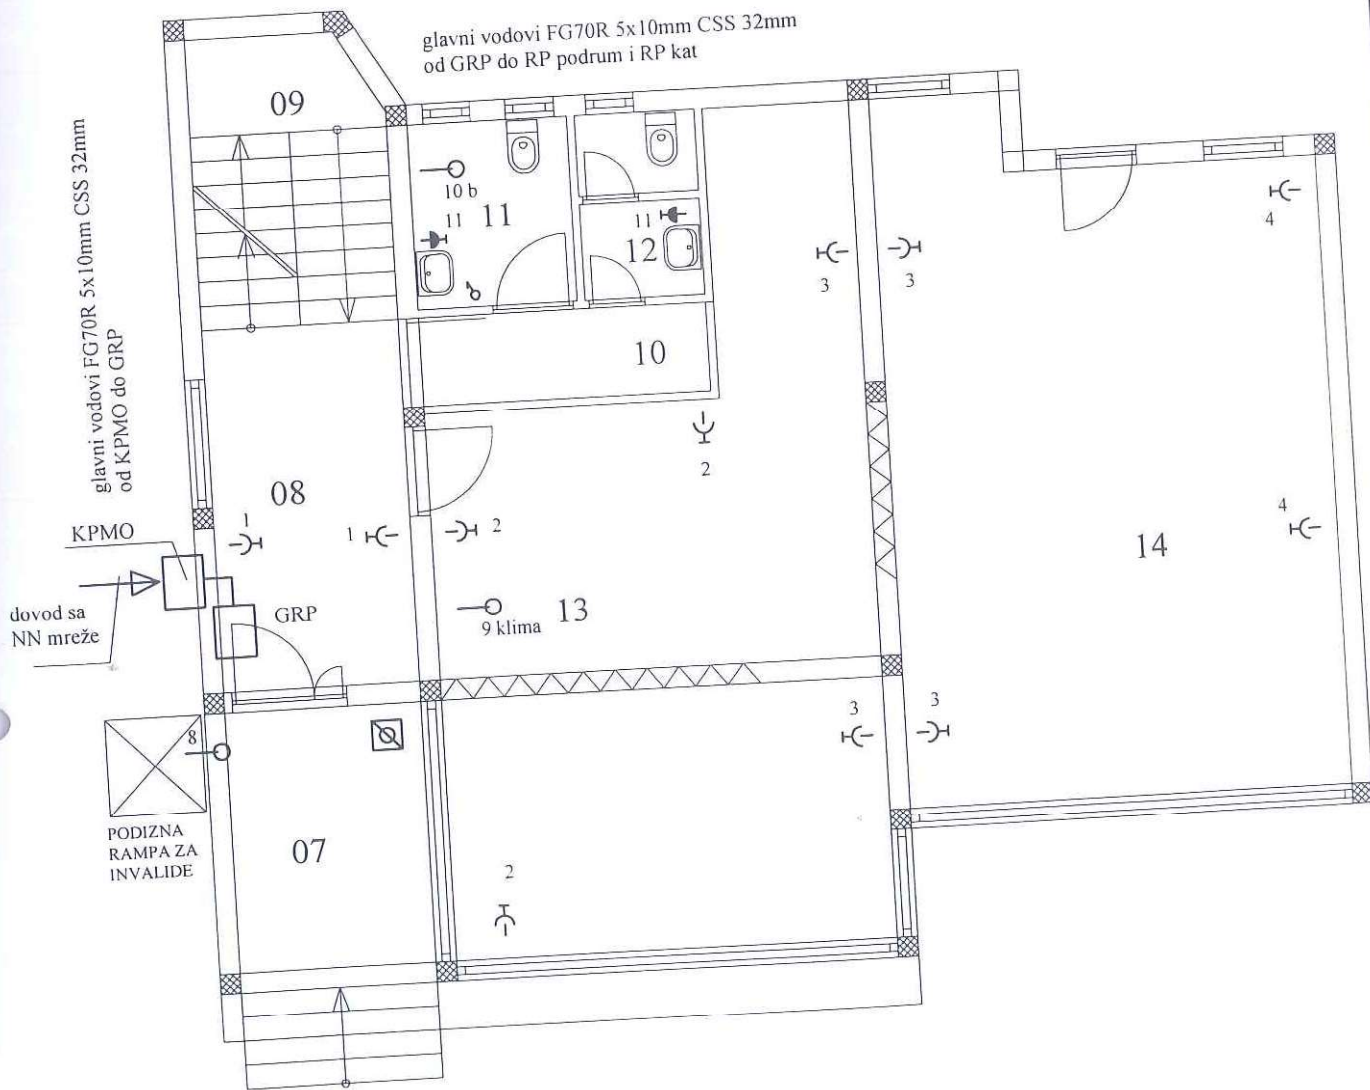 glavni vodovi FG70R 5x10mm CSS 32mm
od GRP do RP podrum i RP kat
glavni vodovi FG70R 5x10mm CSS 32mm
od KPMO do GRP
09
10 b
11
11
11
12
3
3
4
10
2
08
1
1
2
4
14
KPMO
dovod sa
NN mreže
GRP
9 klima
13
8
3
3
PODIZNA
RAMPA ZA
INVALIDE
07
2